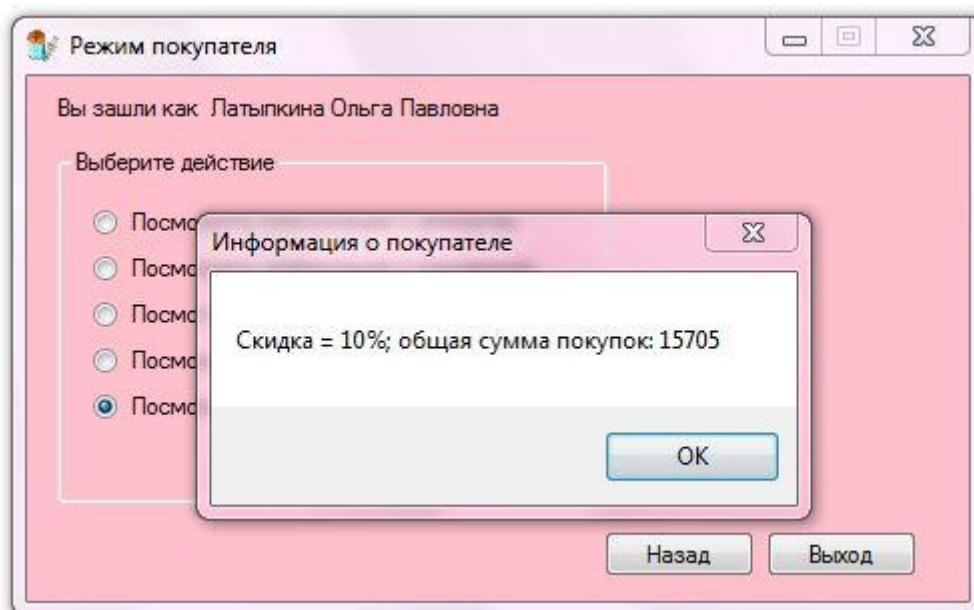 Режим покупателя
Вы зашли как Латыпкина Ольга Павловна
Выберите действие
Информация о покупателе
Скидка = 10%; общая сумма покупок: 15705
OK
Назад
Выход